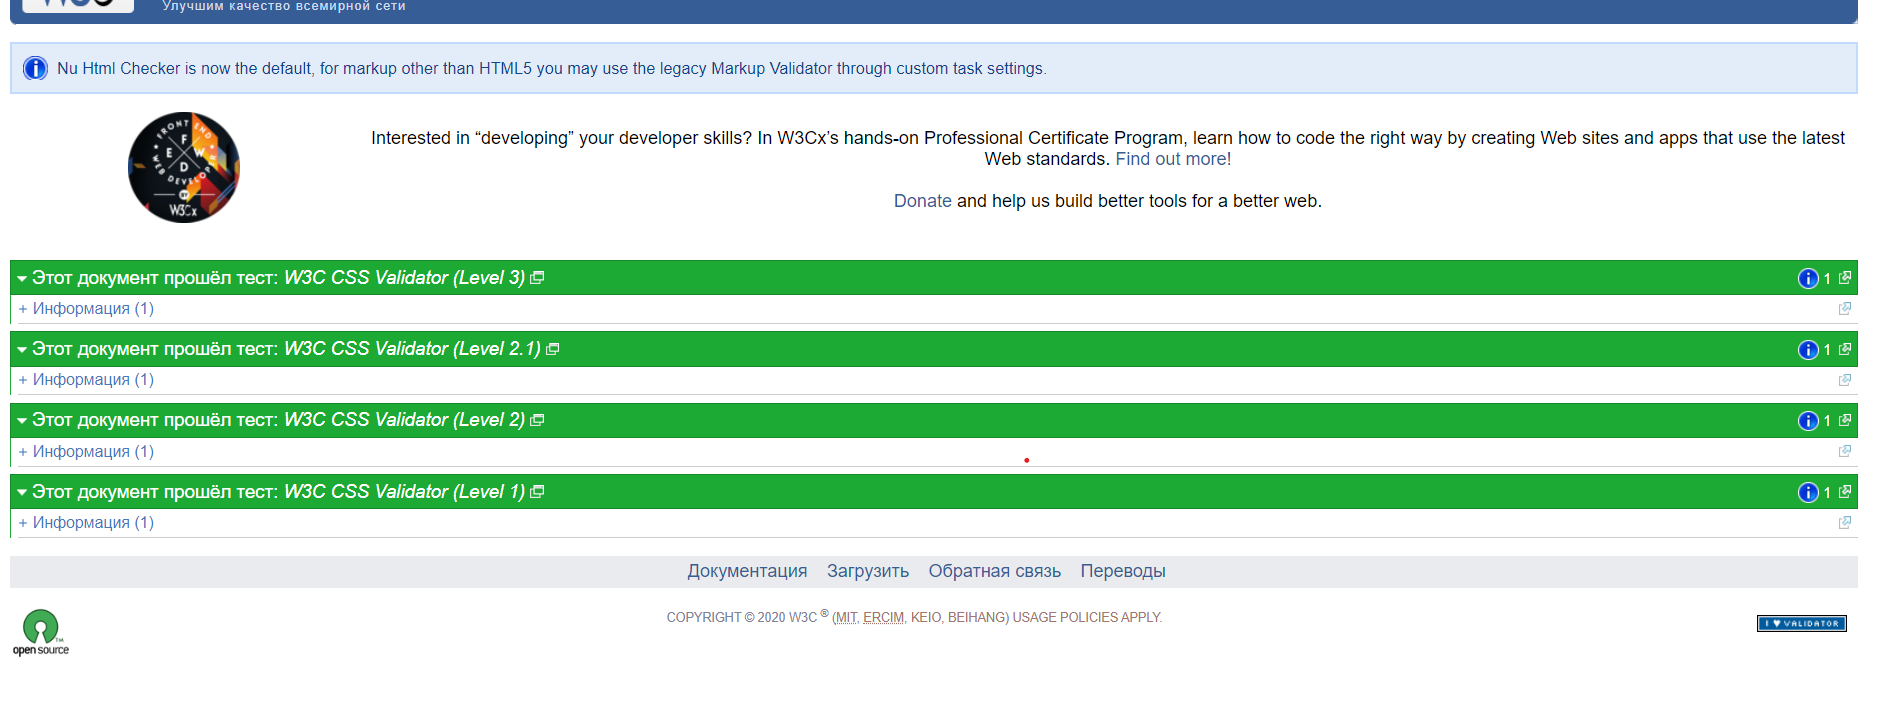 W3C
Улучшим качество всемирной сети
Nu Html Checker is now the default, for markup other than HTML5 you may use the legacy Markup Validator through custom task settings.
FRONT END
F
E W
D
WEB DEVELOPER
W3Cx
Interested in “developing” your developer skills? In W3Cx’s hands-on Professional Certificate Program, learn how to code the right way by creating Web sites and apps that use the latest
Web standards. Find out more!
Donate and help us build better tools for a better web.
Этот документ прошёл тест: W3C CSS Validator (Level 3) 1
+ Информация (1)
Этот документ прошёл тест: W3C CSS Validator (Level 2.1) 1
+ Информация (1)
Этот документ прошёл тест: W3C CSS Validator (Level 2) 1
+ Информация (1)
Этот документ прошёл тест: W3C CSS Validator (Level 1) 1
+ Информация (1)
Документация Загрузить Обратная связь Переводы
COPYRIGHT © 2020 W3C ® (MIT, ERCIM, KEIO, BEIHANG) USAGE POLICIES APPLY.
I ♥ VALIDATOR
TM
open source